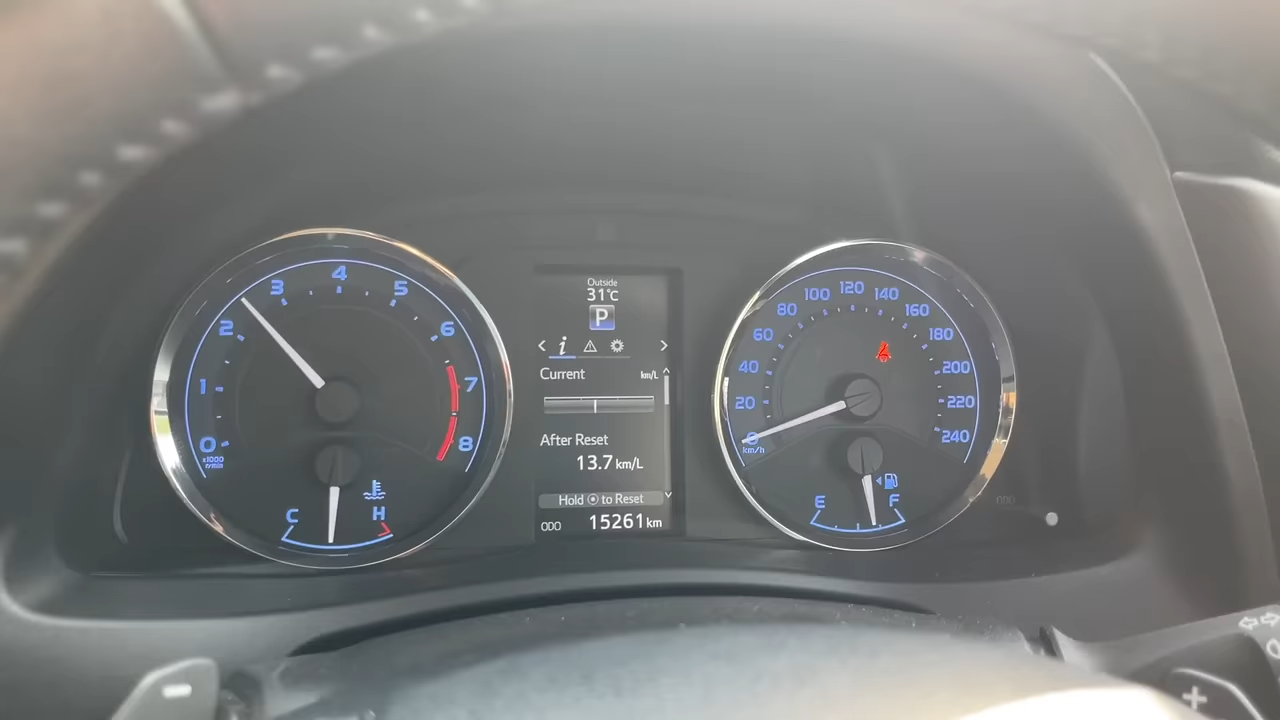 0
1
2
3
4
5
6
7
8
x1000
r/min
C
H
Outside
31°C
P
i
Current
km/L
After Reset
13.7 km/L
Hold to Reset
ODO
15261 km
0
20
40
60
80
100
120
140
160
180
200
220
240
km/h
E
F
ODO
-
+